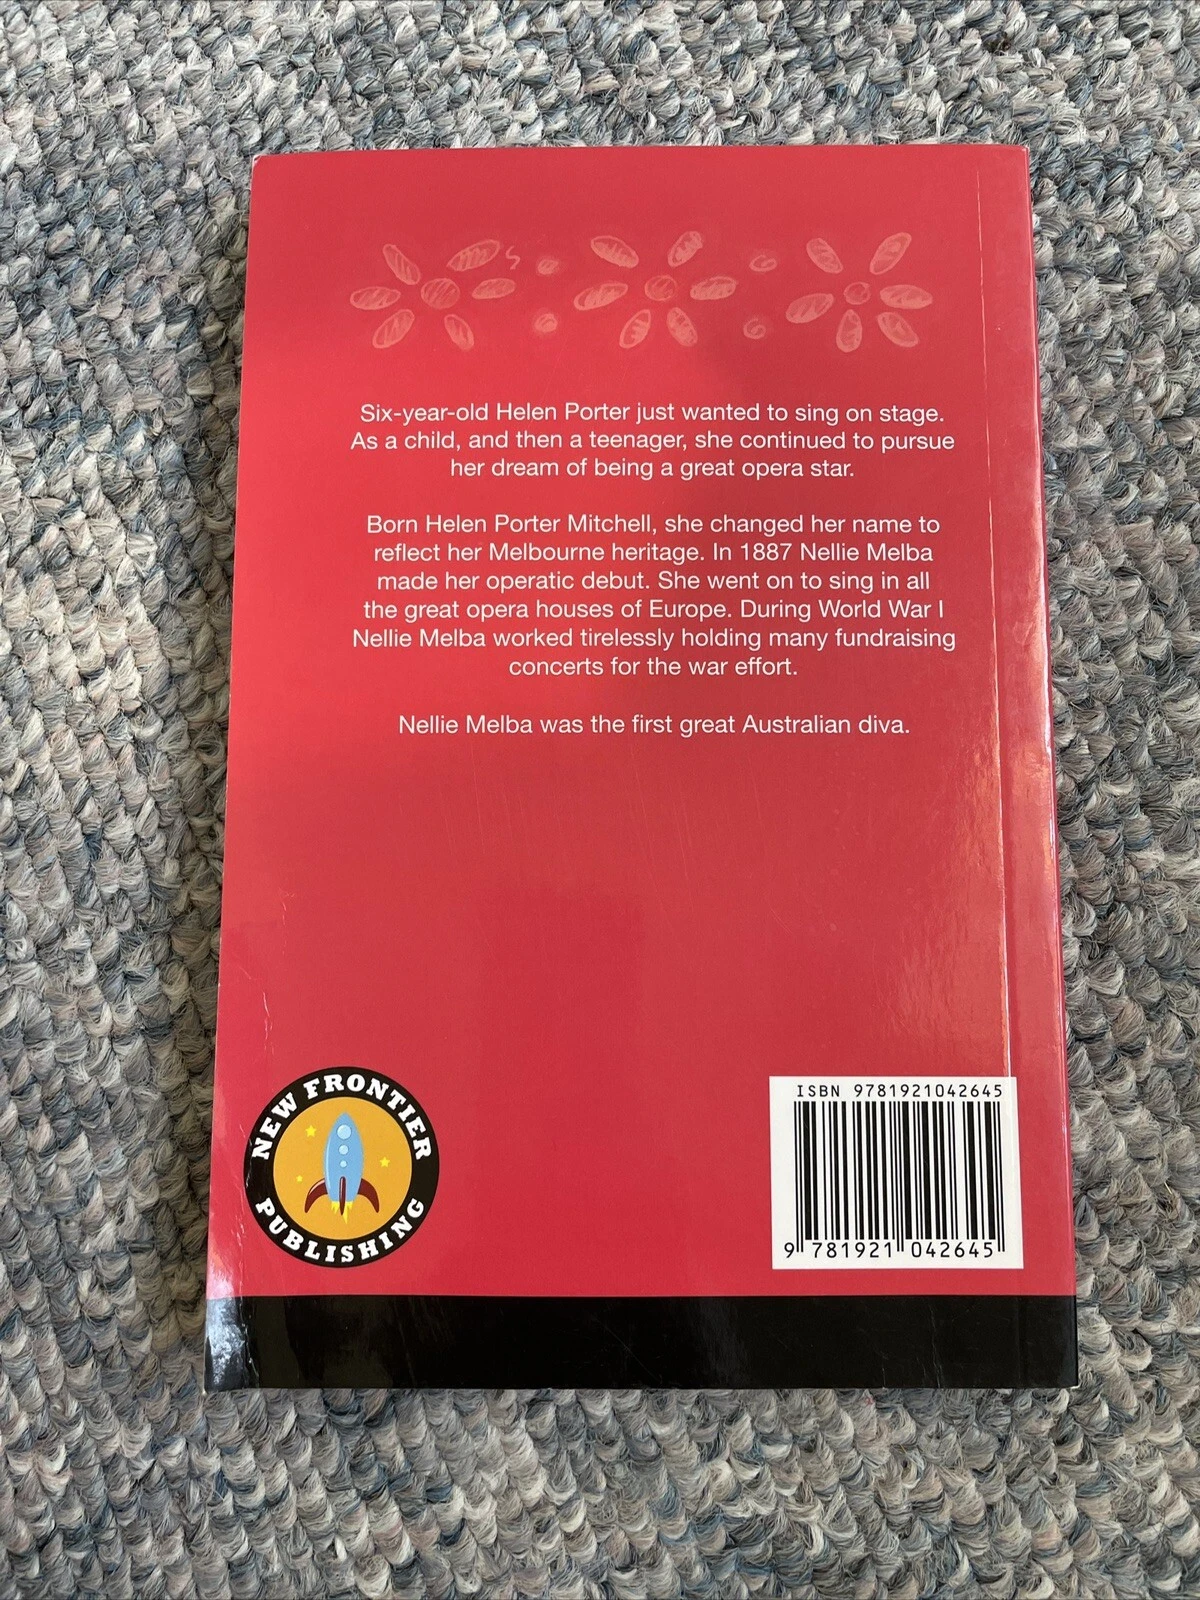 Six-year-old Helen Porter just wanted to sing on stage.
As a child, and then a teenager, she continued to pursue
her dream of being a great opera star.
Born Helen Porter Mitchell, she changed her name to
reflect her Melbourne heritage. In 1887 Nellie Melba
made her operatic debut. She went on to sing in all
the great opera houses of Europe. During World War I
Nellie Melba worked tirelessly holding many fundraising
concerts for the war effort.
Nellie Melba was the first great Australian diva.
NEW FRONTIER
PUBLISHING
ISBN 9781921042645
9 781921 042645